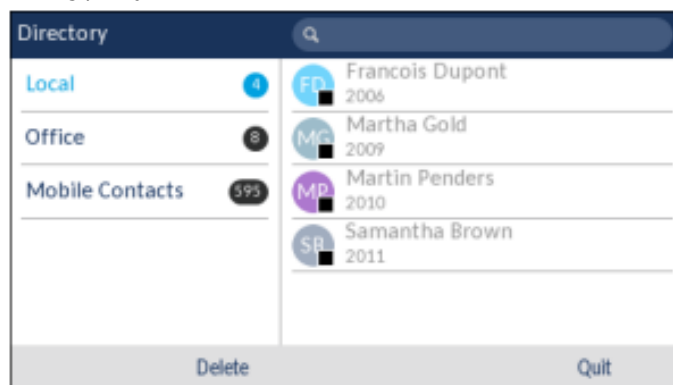 Directory
Local 4
Office 8
Mobile Contacts 595
FD Francois Dupont
2006
MG Martha Gold
2009
MP Martin Penders
2010
SB Samantha Brown
2011
Delete Quit